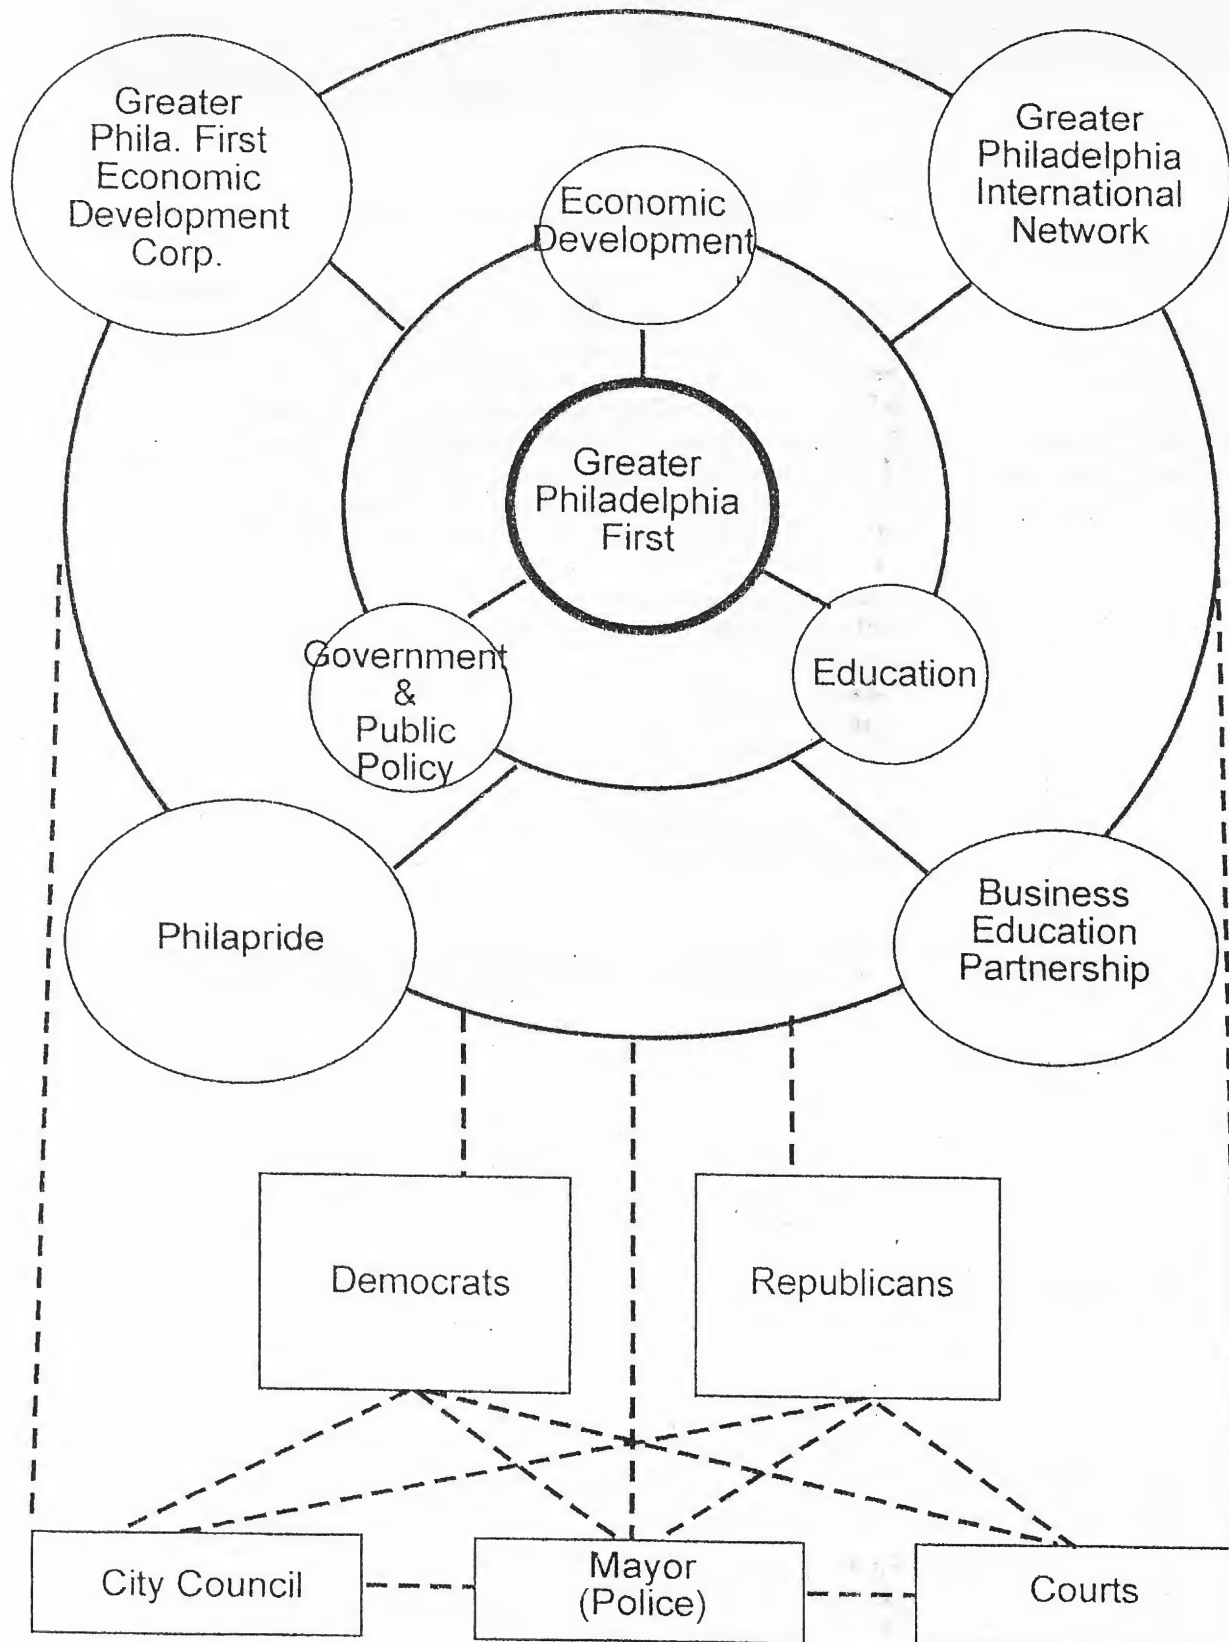 Greater
Phila. First
Economic
Development
Corp.
Greater
Philadelphia
International
Network
Economic
Development
Greater
Philadelphia
First
Government
&
Public
Policy
Education
Philapride
Business
Education
Partnership
Democrats
Republicans
City Council
Mayor
(Police)
Courts